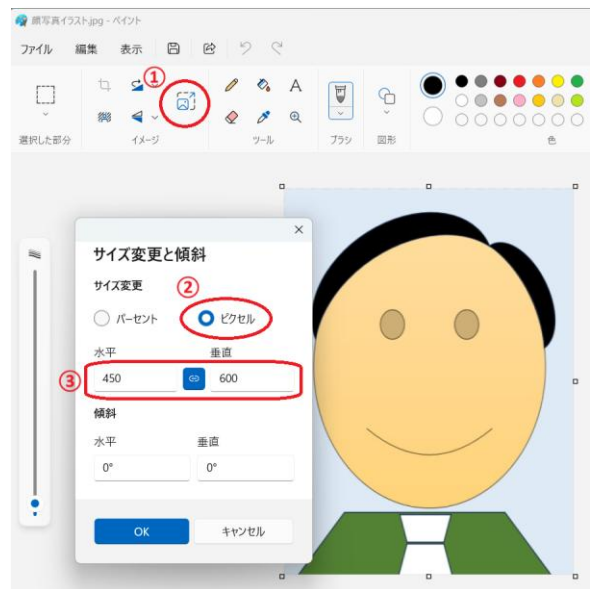 顔写真イラスト.jpg - ペイント
ファイル 編集 表示
①
A
選択した部分 イメージ ツール ブラシ 図形 色
サイズ変更と傾斜
サイズ変更
②
パーセント ピクセル
水平 垂直
③ 450 600
傾斜
水平 垂直
0° 0°
OK キャンセル